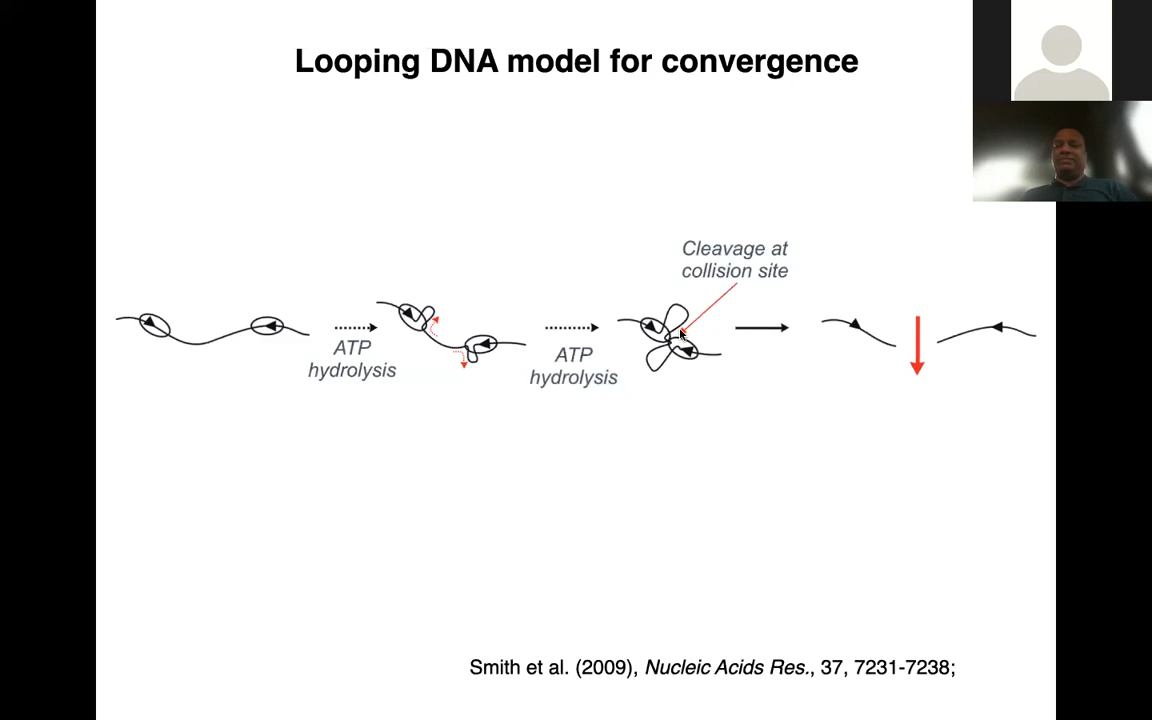 Looping DNA model for convergence
Cleavage at
collision site
ATP
hydrolysis
ATP
hydrolysis
Smith et al. (2009), Nucleic Acids Res., 37, 7231-7238;